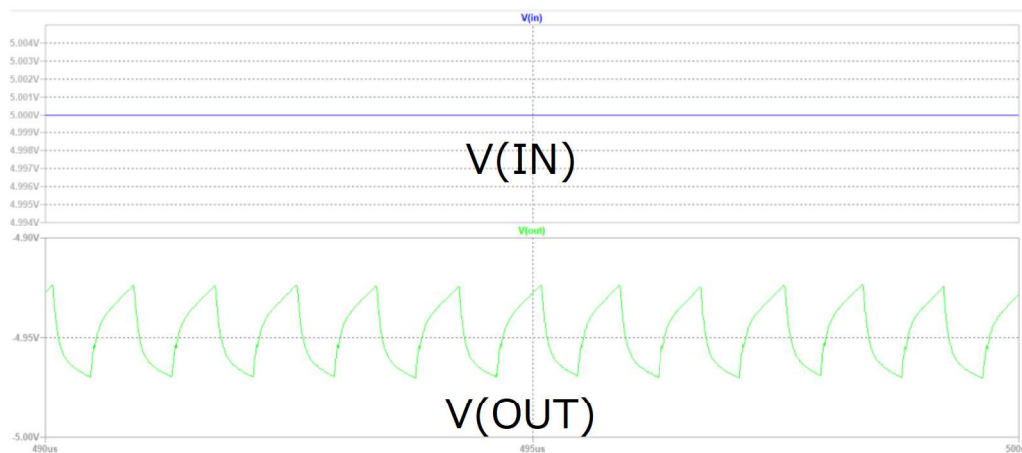 V(in)
5.004V
5.003V
5.002V
5.001V
5.000V
4.999V
4.998V
4.997V
4.996V
4.995V
4.994V
V(IN)
V(out)
-4.90V
-4.95V
-5.00V
V(OUT)
490us 495us 500